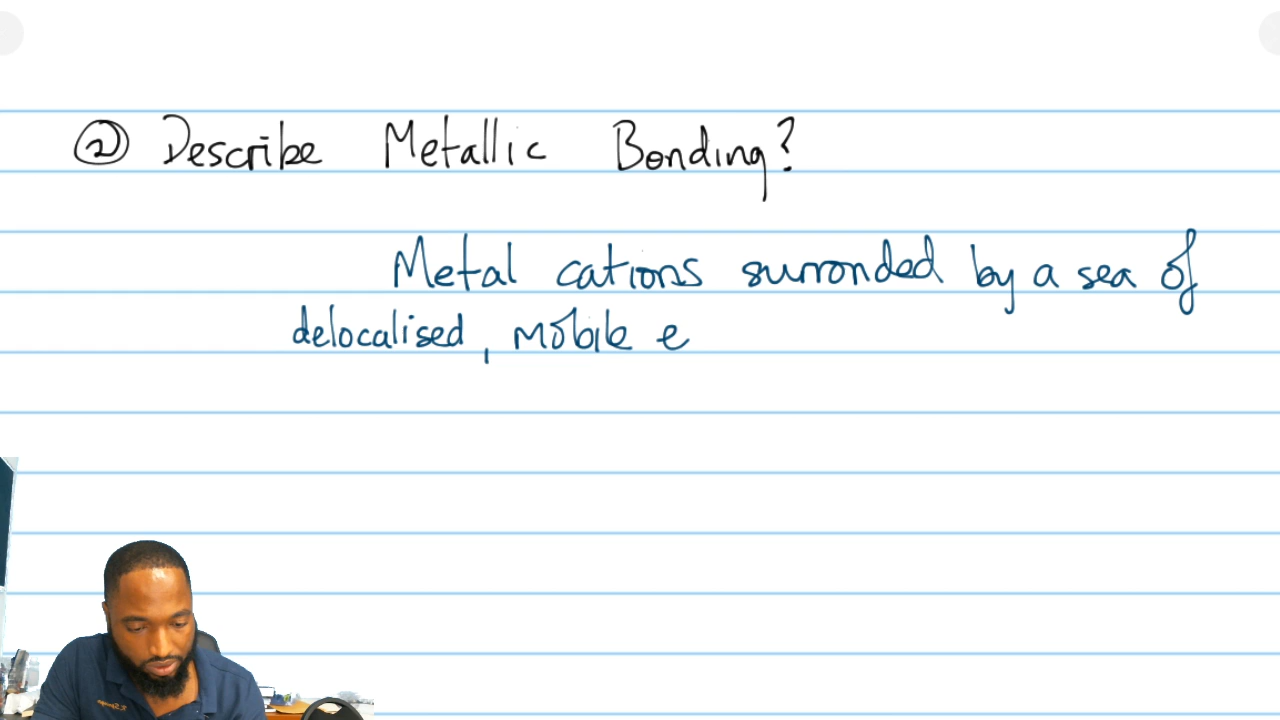 ② Describe Metallic Bonding?
Metal cations surronded by a sea of
delocalised, mobile e